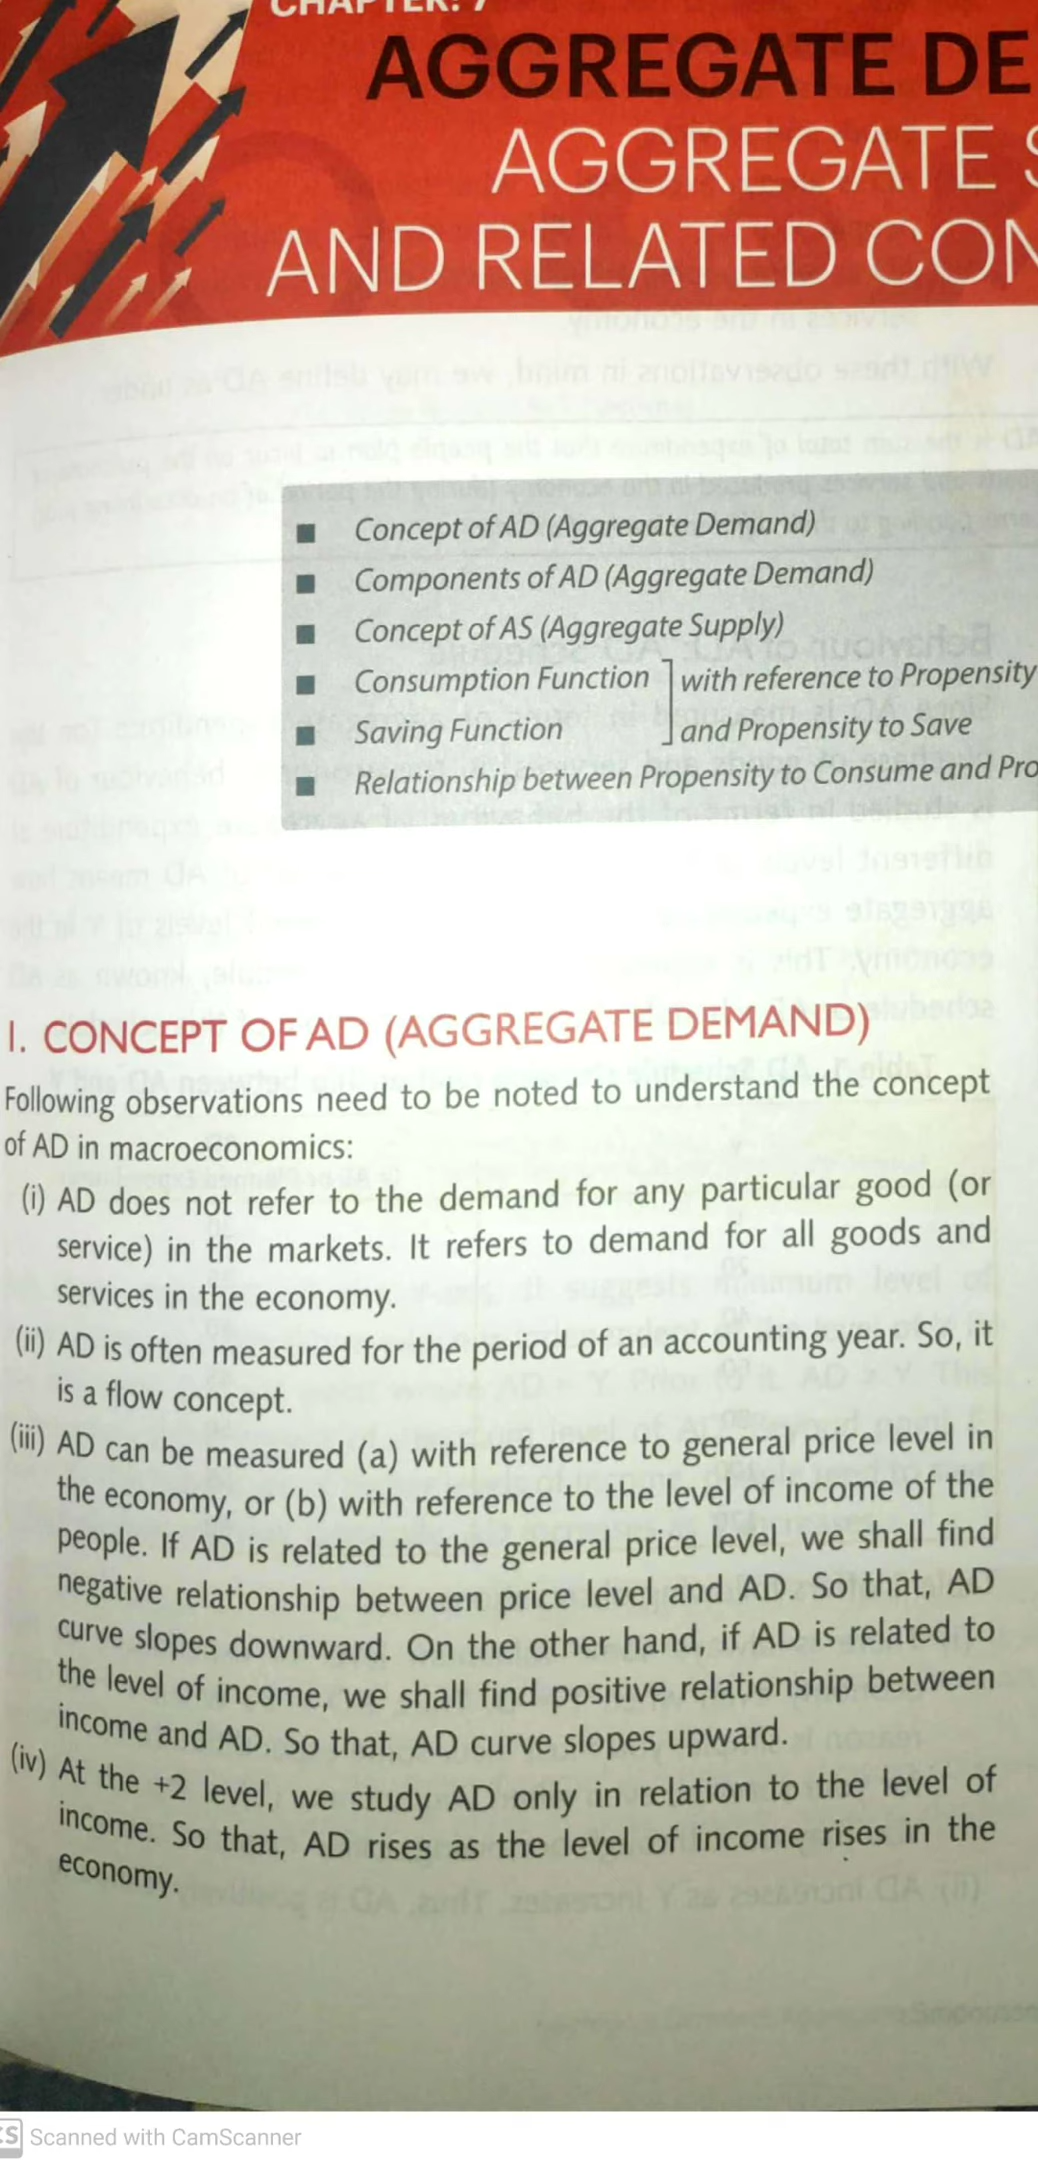 CHAPTER: 7
AGGREGATE DE
AGGREGATE S
AND RELATED CON
■ Concept of AD (Aggregate Demand)
■ Components of AD (Aggregate Demand)
■ Concept of AS (Aggregate Supply)
■ Consumption Function ] with reference to Propensity
■ Saving Function ] and Propensity to Save
■ Relationship between Propensity to Consume and Pro
I. CONCEPT OF AD (AGGREGATE DEMAND)
Following observations need to be noted to understand the concept
of AD in macroeconomics:
(i) AD does not refer to the demand for any particular good (or
service) in the markets. It refers to demand for all goods and
services in the economy.
(ii) AD is often measured for the period of an accounting year. So, it
is a flow concept.
(iii) AD can be measured (a) with reference to general price level in
the economy, or (b) with reference to the level of income of the
people. If AD is related to the general price level, we shall find
negative relationship between price level and AD. So that, AD
curve slopes downward. On the other hand, if AD is related to
the level of income, we shall find positive relationship between
income and AD. So that, AD curve slopes upward.
(iv) At the +2 level, we study AD only in relation to the level of
income. So that, AD rises as the level of income rises in the
economy.
CS Scanned with CamScanner